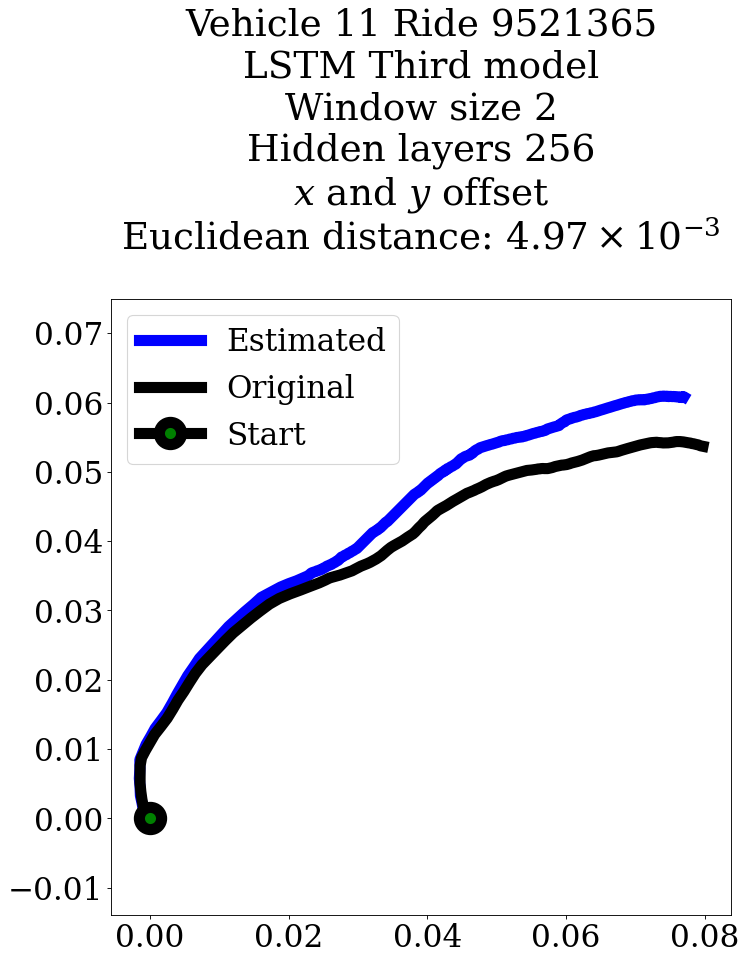 Vehicle 11 Ride 9521365
LSTM Third model
Window size 2
Hidden layers 256
x and y offset
Euclidean distance: 4.97 × 10⁻³
Estimated
Original
Start
0.07
0.06
0.05
0.04
0.03
0.02
0.01
0.00
−0.01
0.00 0.02 0.04 0.06 0.08